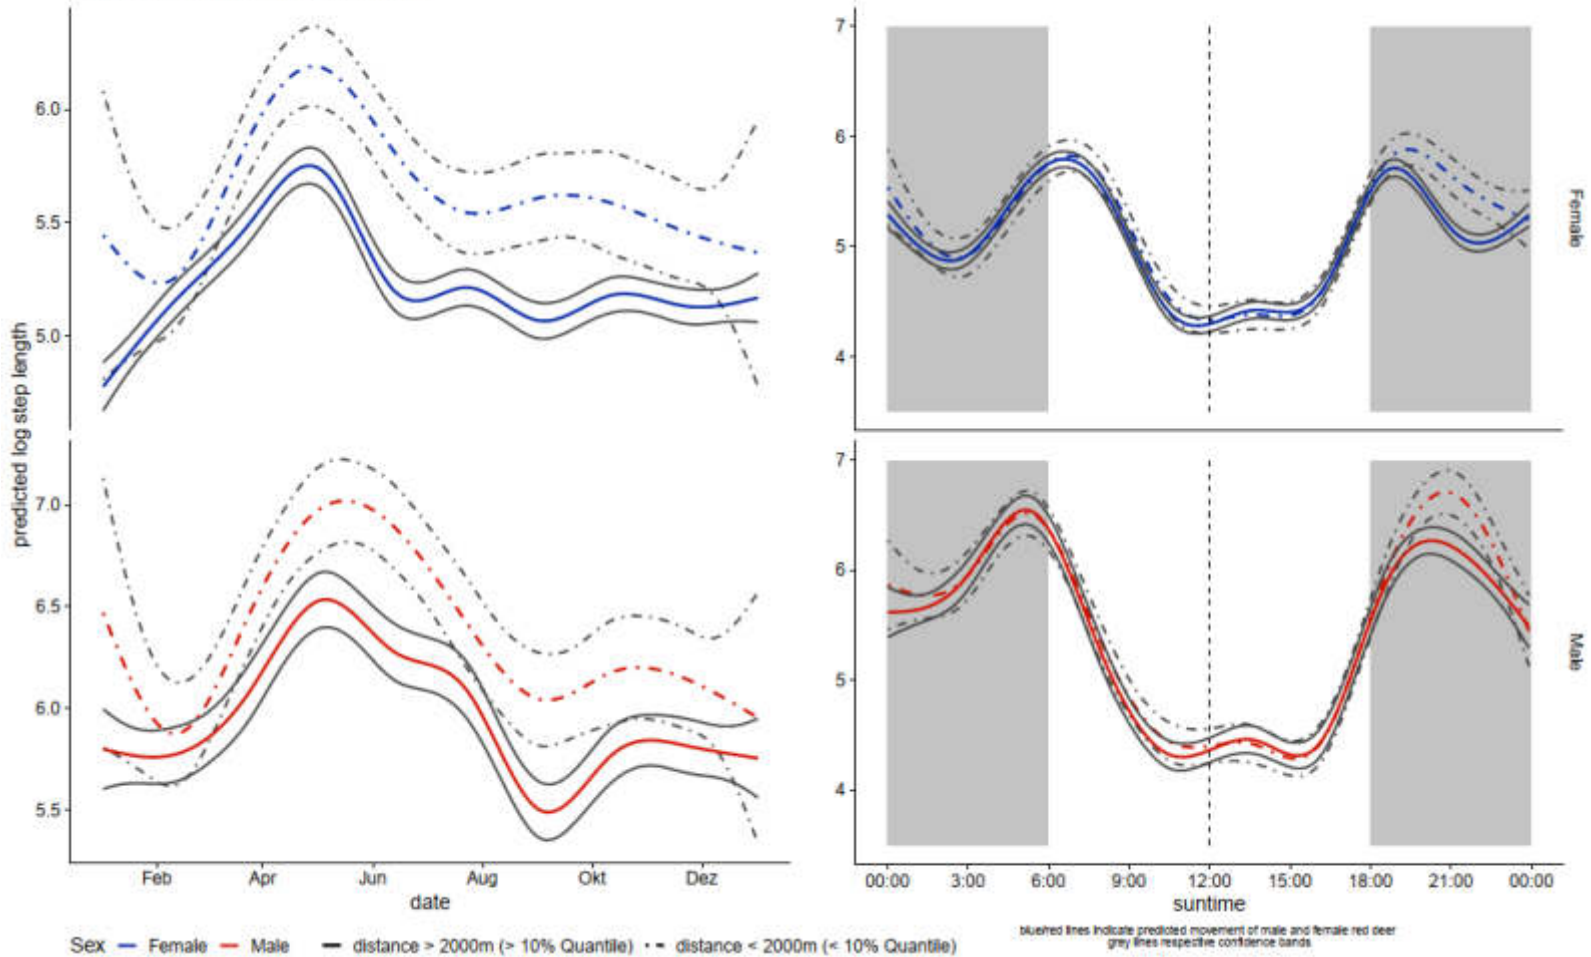 predicted log step length
6.0
5.5
5.0
7.0
6.5
6.0
5.5
Feb
Apr
Jun
Aug
Okt
Dez
date
7
6
5
4
Female
7
6
5
4
Male
00:00
3:00
6:00
9:00
12:00
15:00
18:00
21:00
00:00
suntime
Sex
Female
Male
distance > 2000m (> 10% Quantile)
distance < 2000m (< 10% Quantile)
blue/red lines indicate predicted movement of male and female red deer
grey lines respective confidence bands